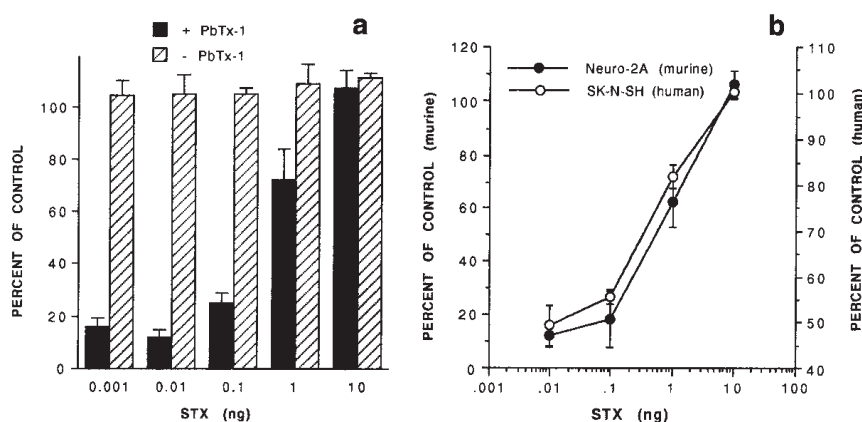 + PbTx-1
- PbTx-1
a
PERCENT OF CONTROL
100
80
60
40
20
0
0.001 0.01 0.1 1 10
STX (ng)
b
Neuro-2A (murine)
SK-N-SH (human)
PERCENT OF CONTROL (murine)
120
100
80
60
40
20
0
PERCENT OF CONTROL (human)
110
100
90
80
70
60
50
40
.001 .01 .1 1 10 100
STX (ng)